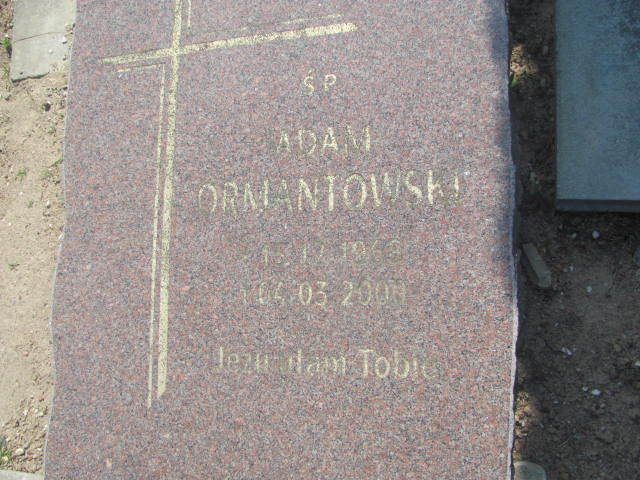 Ś.P.
ADAM
ORMANTOWSKI
04.03.2008
Jezu ufam Tobie